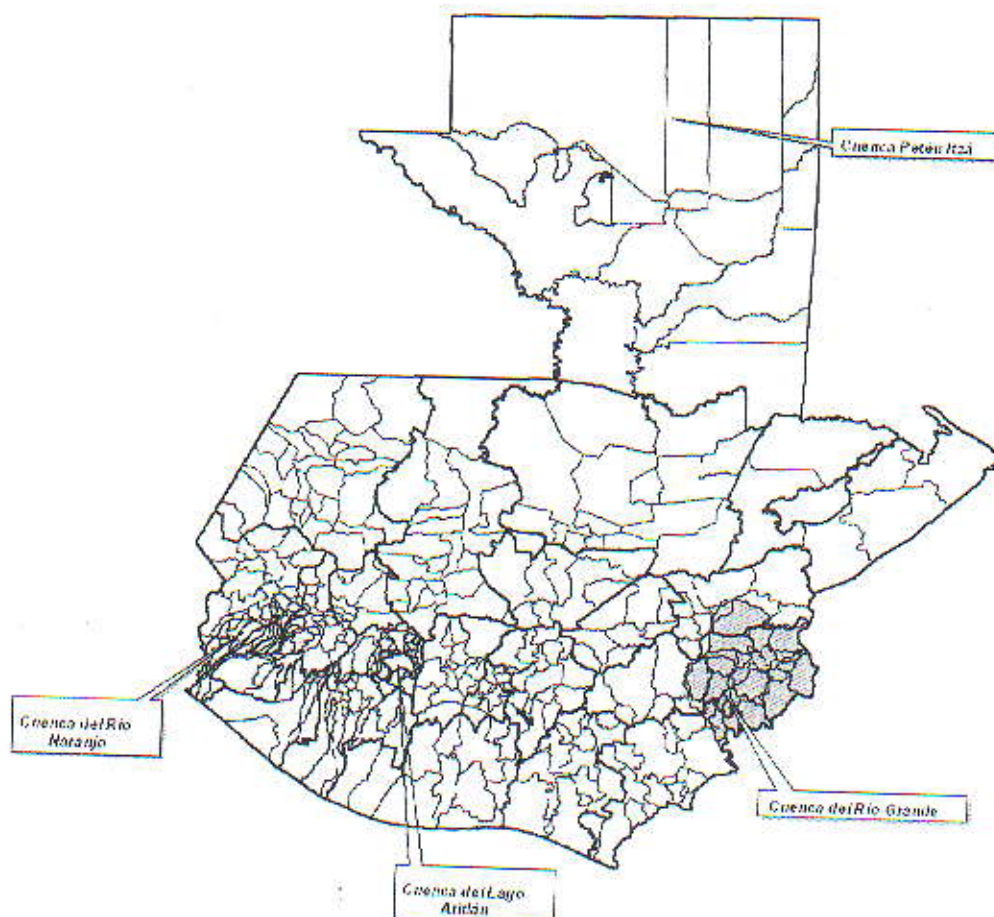 Cuenca Petén Itzá
Cuenca del Río
Naranjo
Cuenca del Río Grande
Cuenca del Lago
Atitlán